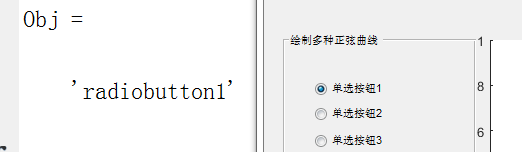 Obj =
'radiobutton1'
绘制多种正弦曲线
单选按钮1
单选按钮2
单选按钮3
1
8
6